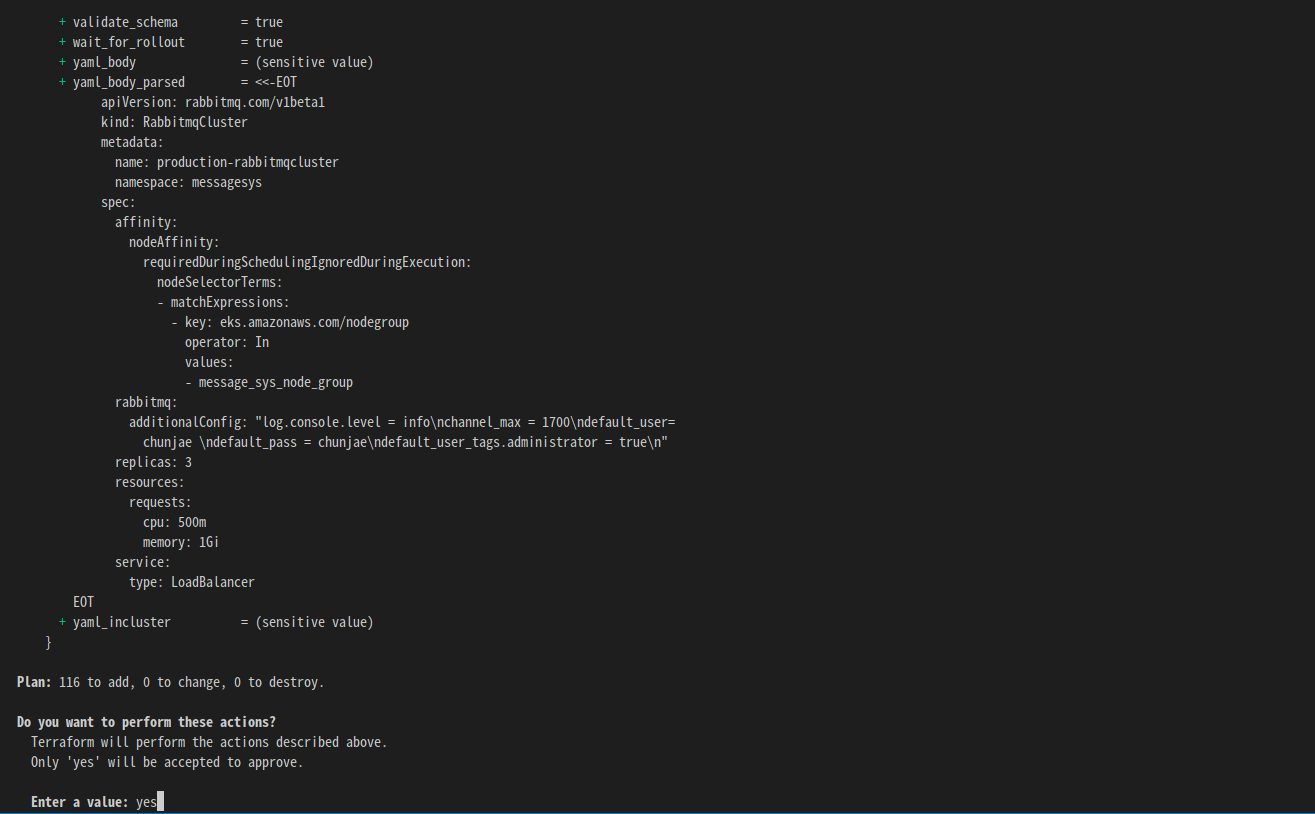 + validate_schema = true
+ wait_for_rollout = true
+ yaml_body = (sensitive value)
+ yaml_body_parsed = <<-EOT
apiVersion: rabbitmq.com/v1beta1
kind: RabbitmqCluster
metadata:
name: production-rabbitmqcluster
namespace: messagesys
spec:
affinity:
nodeAffinity:
requiredDuringSchedulingIgnoredDuringExecution:
nodeSelectorTerms:
- matchExpressions:
- key: eks.amazonaws.com/nodegroup
operator: In
values:
- message_sys_node_group
rabbitmq:
additionalConfig: "log.console.level = info\nchannel_max = 1700\ndefault_user=
chunjae \ndefault_pass = chunjae\ndefault_user_tags.administrator = true\n"
replicas: 3
resources:
requests:
cpu: 500m
memory: 1Gi
service:
type: LoadBalancer
EOT
+ yaml_incluster = (sensitive value)
}
Plan: 116 to add, 0 to change, 0 to destroy.
Do you want to perform these actions?
Terraform will perform the actions described above.
Only 'yes' will be accepted to approve.
Enter a value: yes